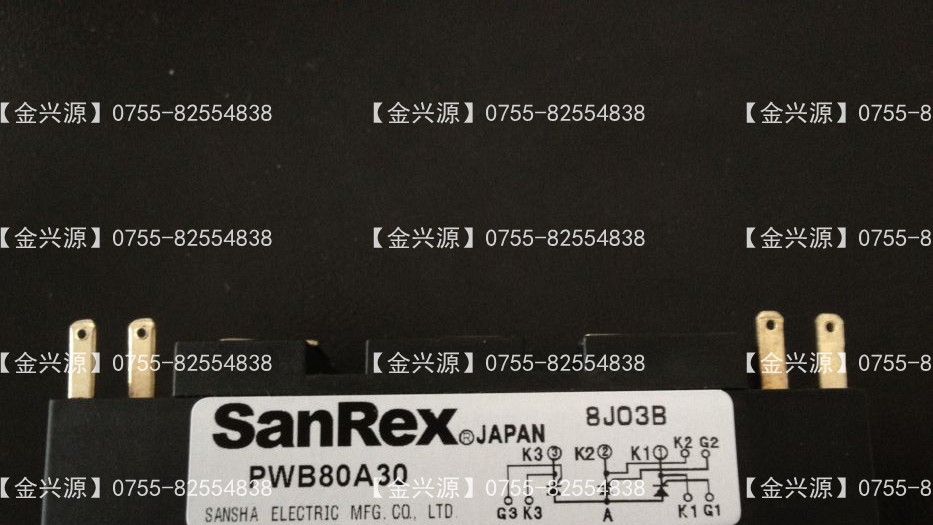 【金兴源】0755-82554838 【金兴源】0755-82554838 【金兴源】0755-8
【金兴源】0755-82554838 【金兴源】0755-82554838 【金兴源】0755-8
【金兴源】0755-82554838 【金兴源】0755-82554838 【金兴源】0755-8
SanRex®JAPAN 8J03B
K3 3 K2 2 K1 1 K2 G2
PWB80A30
【金兴源】0755-82554838 【金兴源】0755-82554838 【金兴源】0755-8
G3 K3 A K1 G1
SANSHA ELECTRIC MFG. CO., LTD